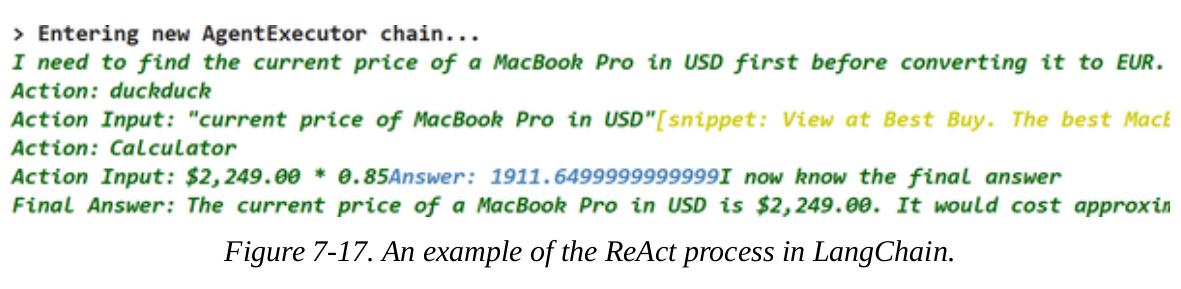 > Entering new AgentExecutor chain...
I need to find the current price of a MacBook Pro in USD first before converting it to EUR.
Action: duckduck
Action Input: "current price of MacBook Pro in USD"[snippet: View at Best Buy. The best
Action: Calculator
Action Input: $2,249.00 * 0.85Answer: 1911.6499999999999I now know the final answer
Final Answer: The current price of a MacBook Pro in USD is $2,249.00. It would cost
Figure 7-17. An example of the ReAct process in LangChain.